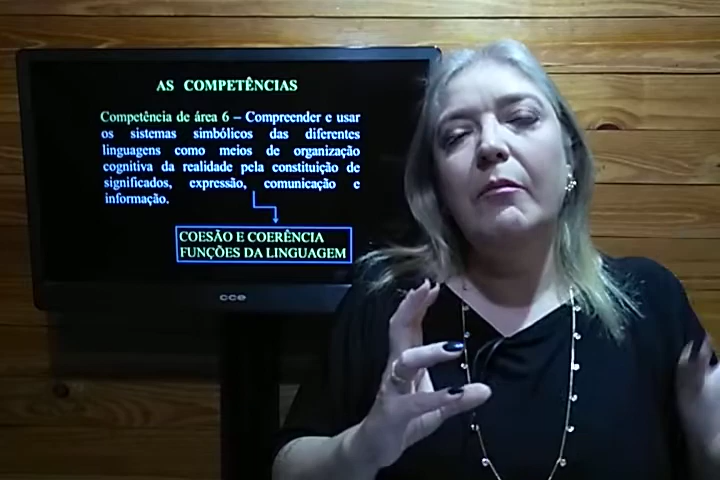 AS COMPETÊNCIAS
Competência de área 6 – Compreender e usar
os sistemas simbólicos das diferentes
linguagens como meios de organização
cognitiva da realidade pela constituição de
significados, expressão, comunicação e
informação.
COESÃO E COERÊNCIA
FUNÇÕES DA LINGUAGEM
cce